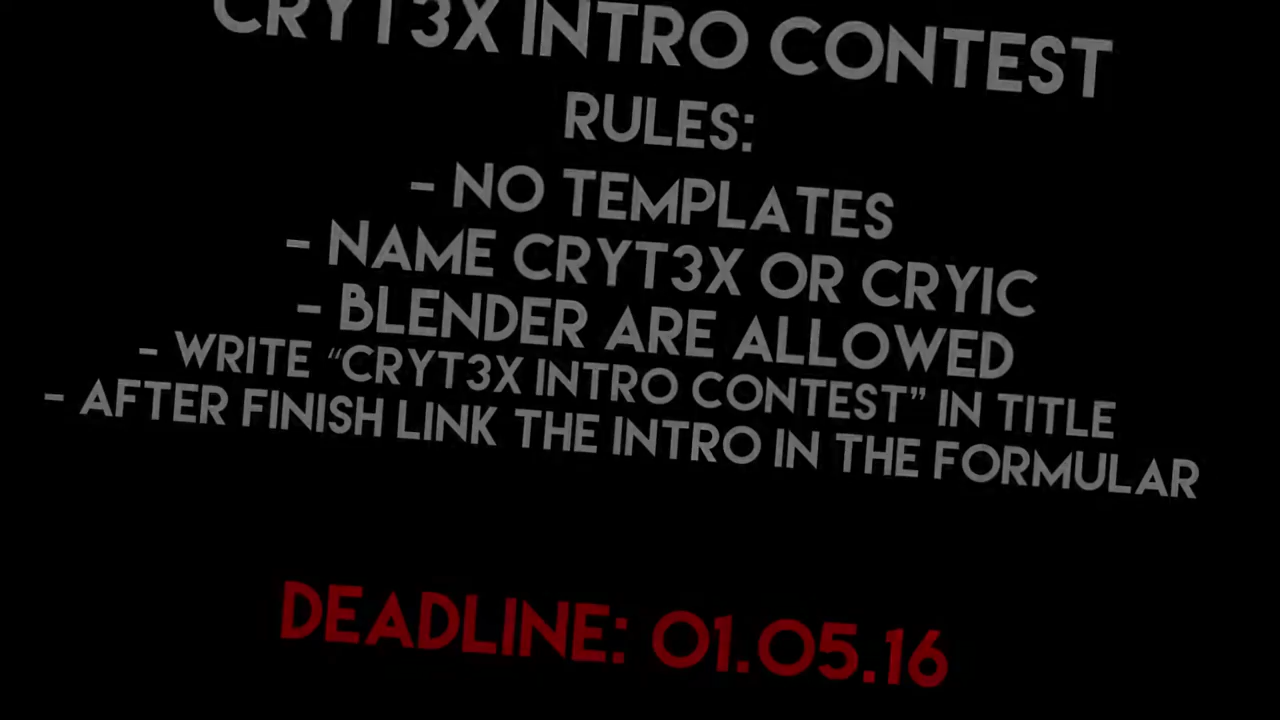 CRYT3X INTRO CONTEST
RULES:
- NO TEMPLATES
- NAME CRYT3X OR CRYIC
- BLENDER ARE ALLOWED
- WRITE “CRYT3X INTRO CONTEST” IN TITLE
- AFTER FINISH LINK THE INTRO IN THE FORMULAR
DEADLINE: 01.05.16